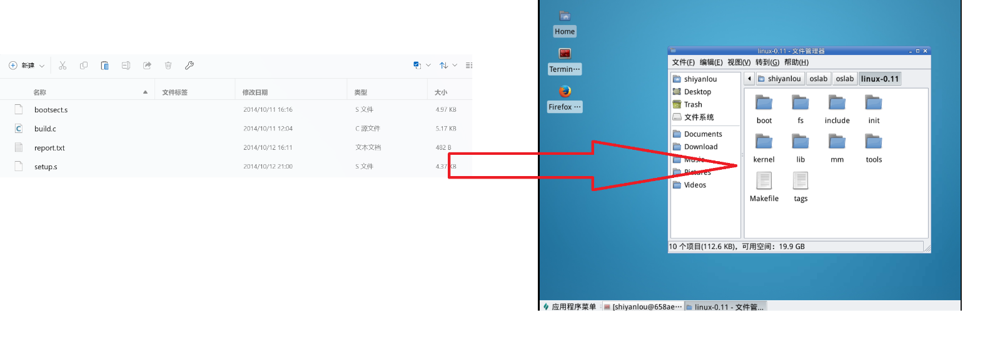 新建
名称 文件标签 修改日期 类型 大小
bootsect.s 2014/10/11 16:16 S 文件 4.97 KB
build.c 2014/10/11 12:04 C 源文件 5.17 KB
report.txt 2014/10/12 16:11 文本文档 482 B
setup.s 2014/10/12 21:00 S 文件 4.37 KB
Home
Termin⋯
Firefox ⋯
linux-0.11 - 文件管理器
文件(F) 编辑(E) 视图(V) 转到(G) 帮助(H)
shiyanlou oslab oslab linux-0.11
shiyanlou
Desktop
Trash
文件系统
Documents
Download
Music
Pictures
Videos
boot fs include init
kernel lib mm tools
Makefile tags
10 个项目(112.6 KB)，可用空间：19.9 GB
应用程序菜单 [shiyanlou@658ae⋯ linux-0.11 - 文件管...